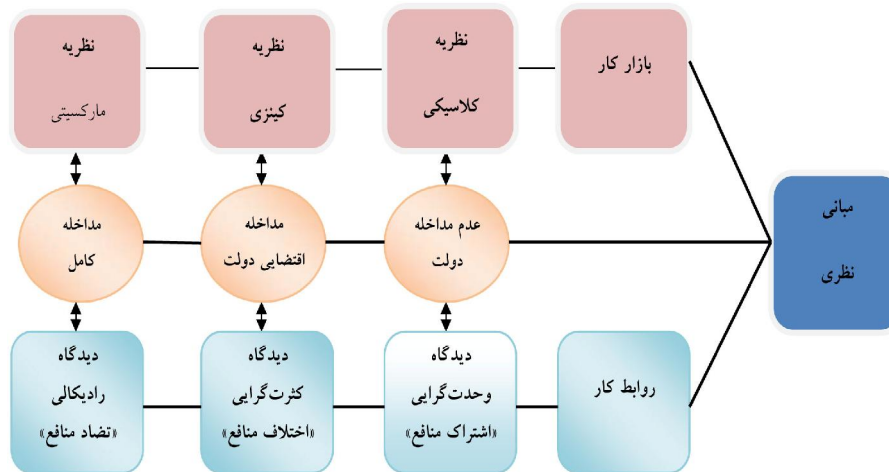 بازار کار
نظریه
کلاسیکی
نظریه
کینزی
نظریه
مارکسیتی
مبانی
نظری
عدم مداخله
دولت
مداخله
اقتضایی دولت
مداخله
کامل
روابط کار
دیدگاه
وحدت‌گرایی
«اشتراک منافع»
دیدگاه
کثرت‌گرایی
«اختلاف منافع»
دیدگاه
رادیکالی
«تضاد منافع»